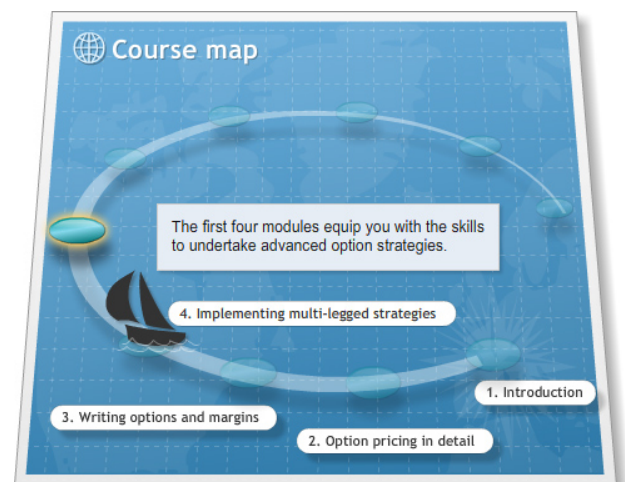 Course map
The first four modules equip you with the skills
to undertake advanced option strategies.
4. Implementing multi-legged strategies
1. Introduction
3. Writing options and margins
2. Option pricing in detail